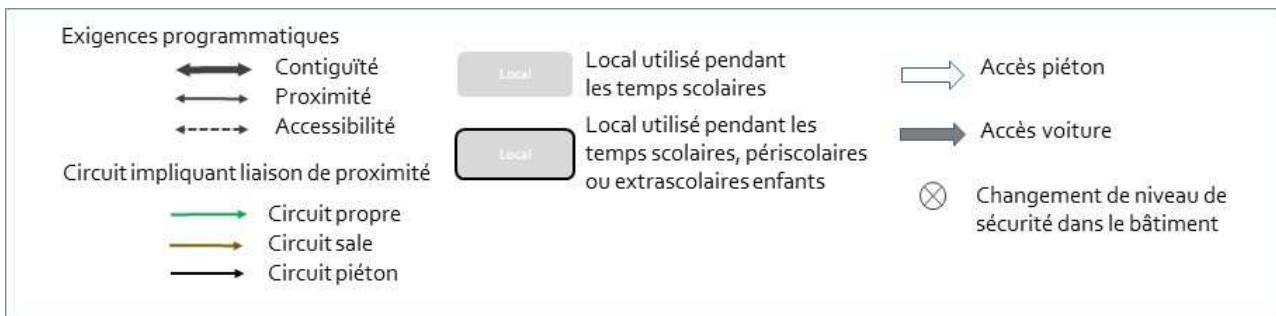 Exigences programmatiques
Contiguïté
Proximité
Accessibilité
Circuit impliquant liaison de proximité
Circuit propre
Circuit sale
Circuit piéton
Local
Local utilisé pendant
les temps scolaires
Local
Local utilisé pendant les
temps scolaires, périscolaires
ou extrascolaires enfants
Accès piéton
Accès voiture
Changement de niveau de
sécurité dans le bâtiment